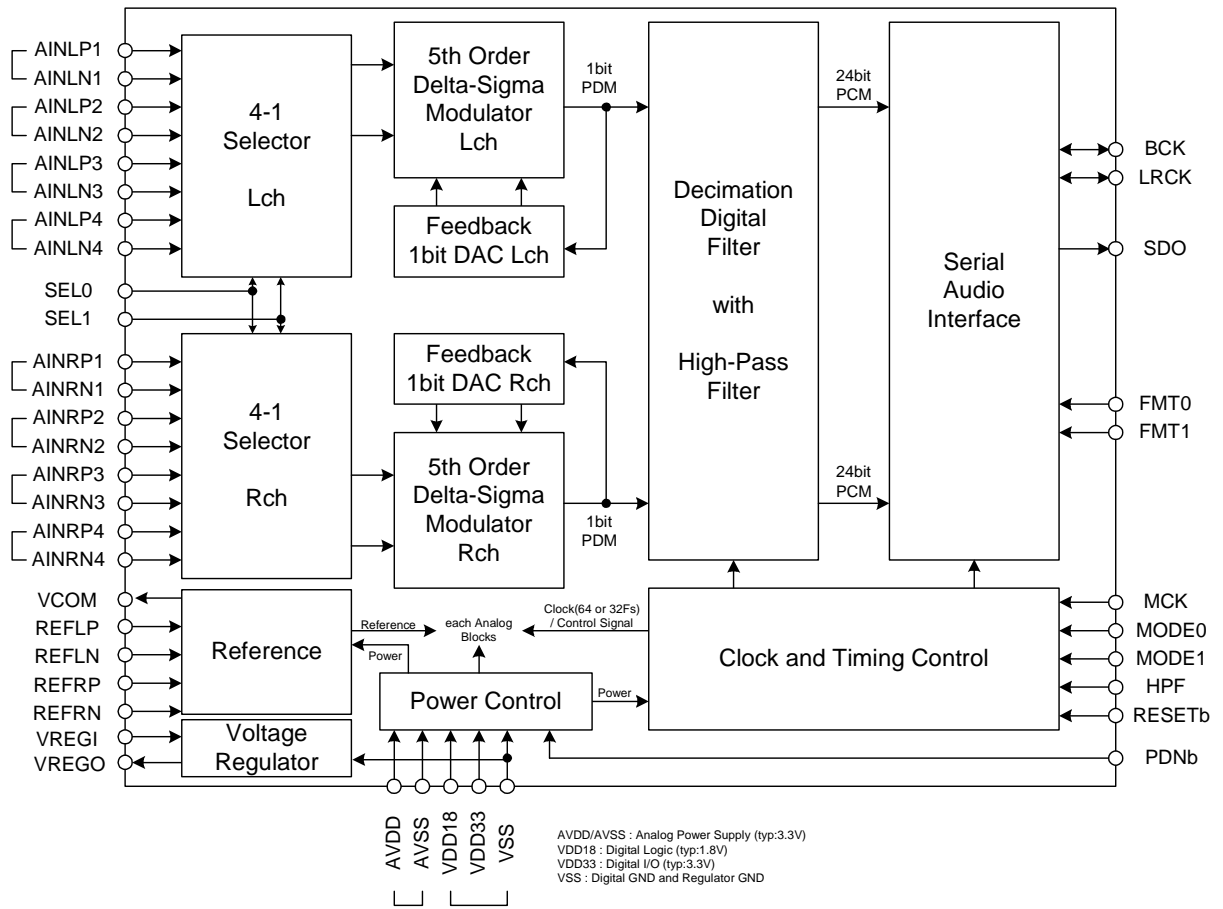 AINLP1
AINLN1
AINLP2
AINLN2
AINLP3
AINLN3
AINLP4
AINLN4
SEL0
SEL1
AINRP1
AINRN1
AINRP2
AINRN2
AINRP3
AINRN3
AINRP4
AINRN4
VCOM
REFLP
REFLN
REFRP
REFRN
VREGI
VREGO
4-1
Selector
Lch
4-1
Selector
Rch
Reference
Voltage
Regulator
5th Order
Delta-Sigma
Modulator
Lch
Feedback
1bit DAC Lch
Feedback
1bit DAC Rch
5th Order
Delta-Sigma
Modulator
Rch
1bit
PDM
1bit
PDM
Reference
Power
each Analog
Blocks
Clock(64 or 32Fs)
/ Control Signal
Power Control
Power
Decimation
Digital
Filter
with
High-Pass
Filter
24bit
PCM
24bit
PCM
Serial
Audio
Interface
Clock and Timing Control
BCK
LRCK
SDO
FMT0
FMT1
MCK
MODE0
MODE1
HPF
RESETb
PDNb
AVDD
AVSS
VDD18
VDD33
VSS
AVDD/AVSS : Analog Power Supply (typ:3.3V)
VDD18 : Digital Logic (typ:1.8V)
VDD33 : Digital I/O (typ:3.3V)
VSS : Digital GND and Regulator GND